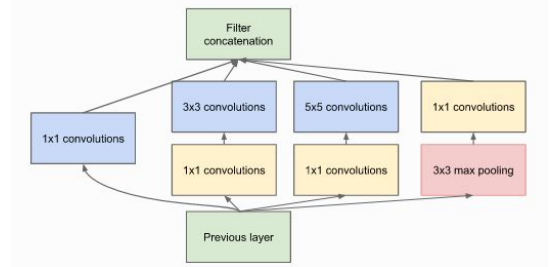 Filter
concatenation
3x3 convolutions
5x5 convolutions
1x1 convolutions
1x1 convolutions
1x1 convolutions
1x1 convolutions
3x3 max pooling
Previous layer